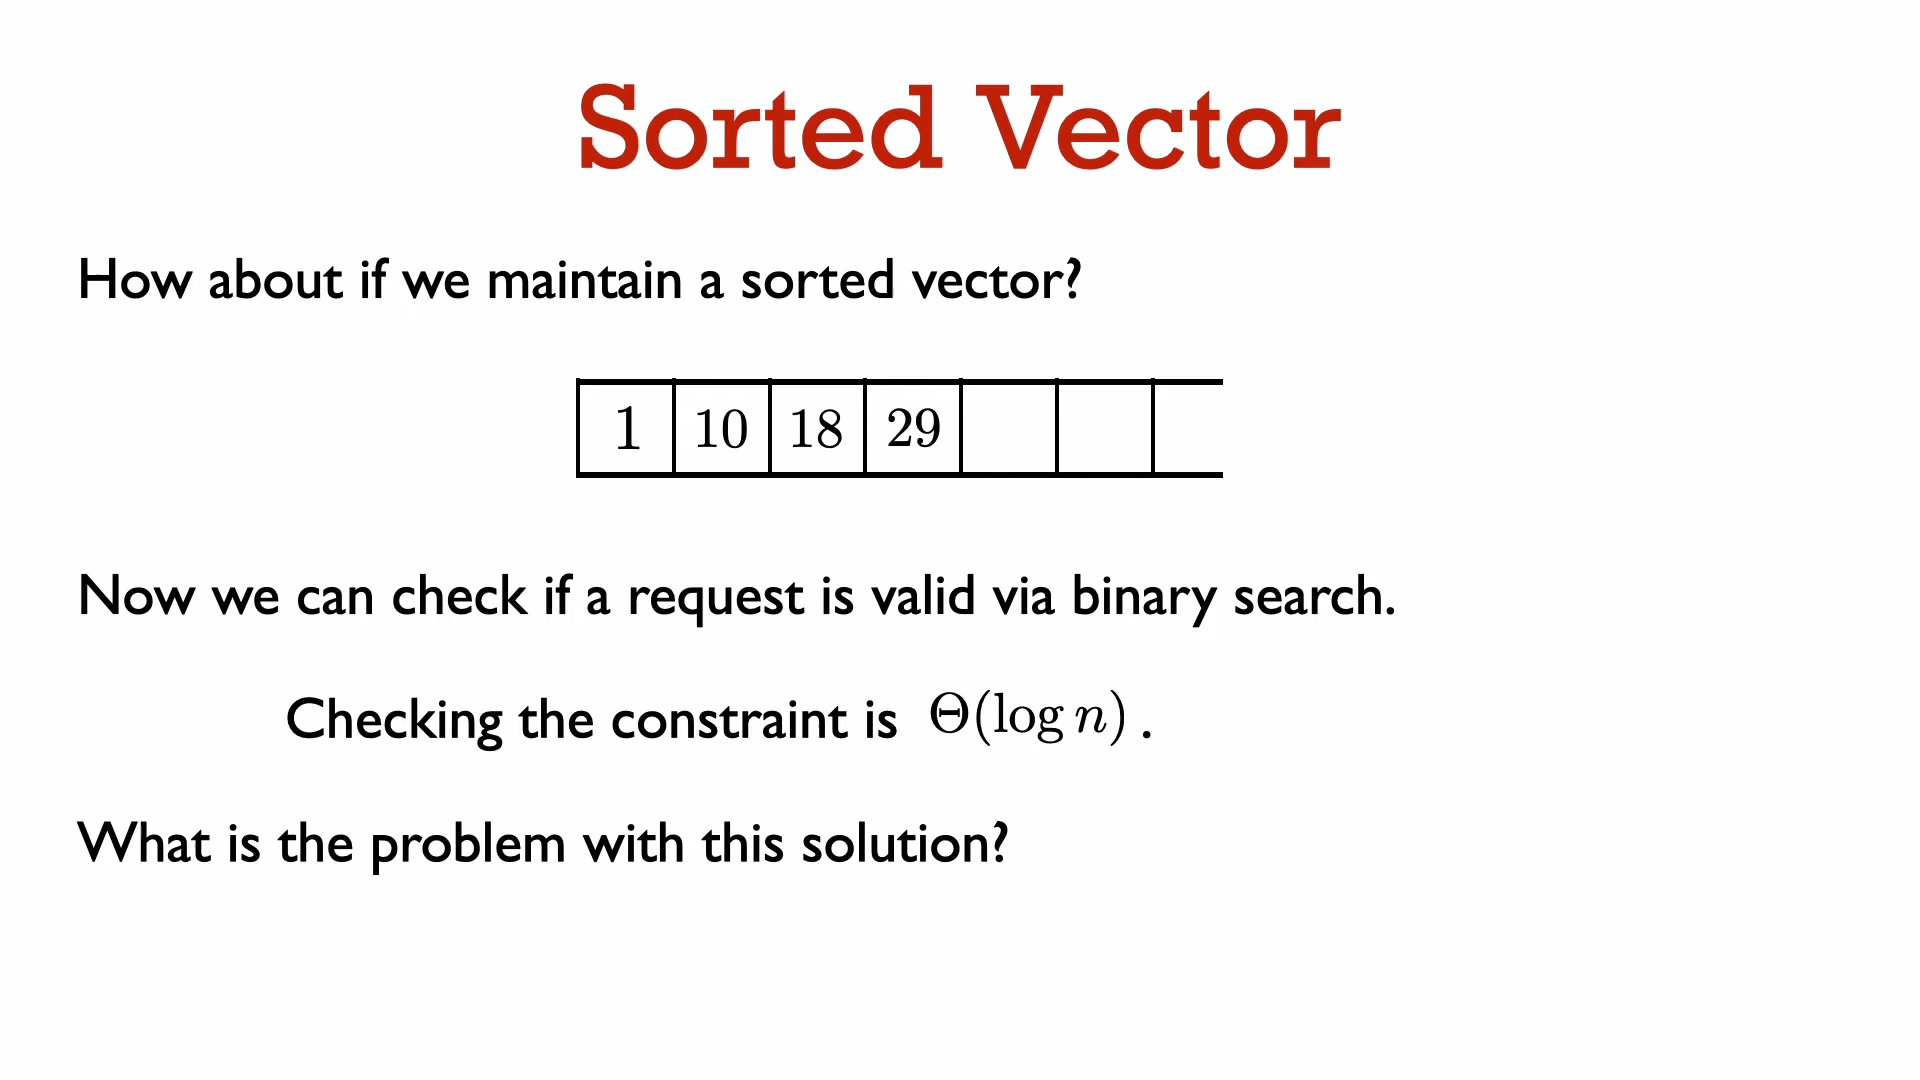 Sorted Vector
How about if we maintain a sorted vector?
1 10 18 29
Now we can check if a request is valid via binary search.
Checking the constraint is Θ(log n) .
What is the problem with this solution?